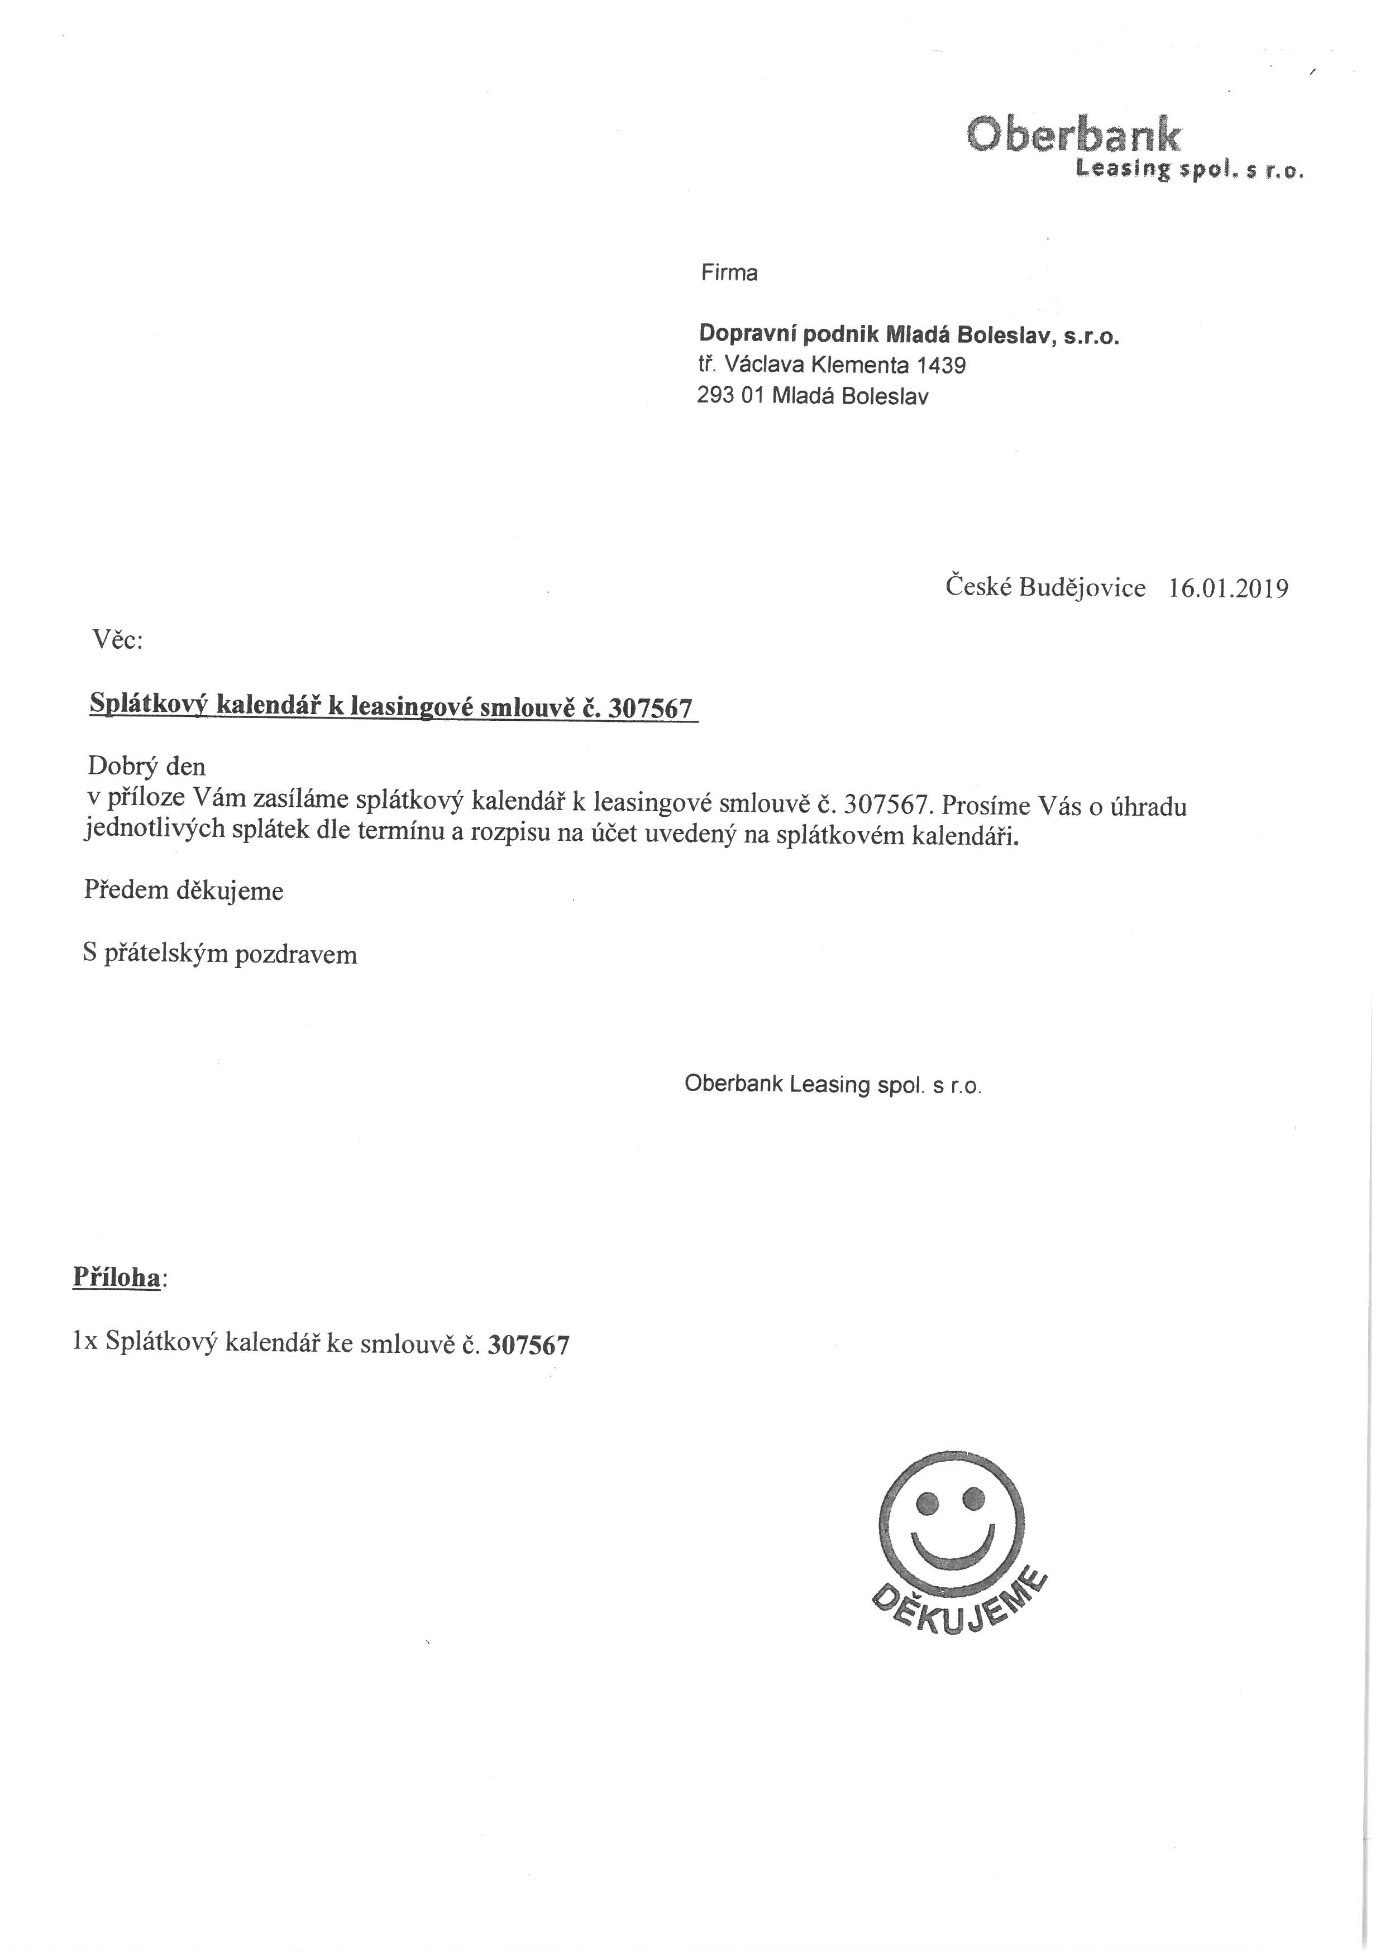 Oberbank
Leasing spol. s r.o.
Firma
Dopravní podnik Mladá Boleslav, s.r.o.
tř. Václava Klementa 1439
293 01 Mladá Boleslav
České Budějovice 16.01.2019
Věc:
Splátkový kalendář k leasingové smlouvě č. 307567
Dobrý den
v příloze Vám zasíláme splátkový kalendář k leasingové smlouvě č. 307567. Prosíme Vás o úhradu
jednotlivých splátek dle termínu a rozpisu na účet uvedený na splátkovém kalendáři.
Předem děkujeme
S přátelským pozdravem
Oberbank Leasing spol. s r.o.
Příloha:
1x Splátkový kalendář ke smlouvě č. 307567
DĚKUJEME